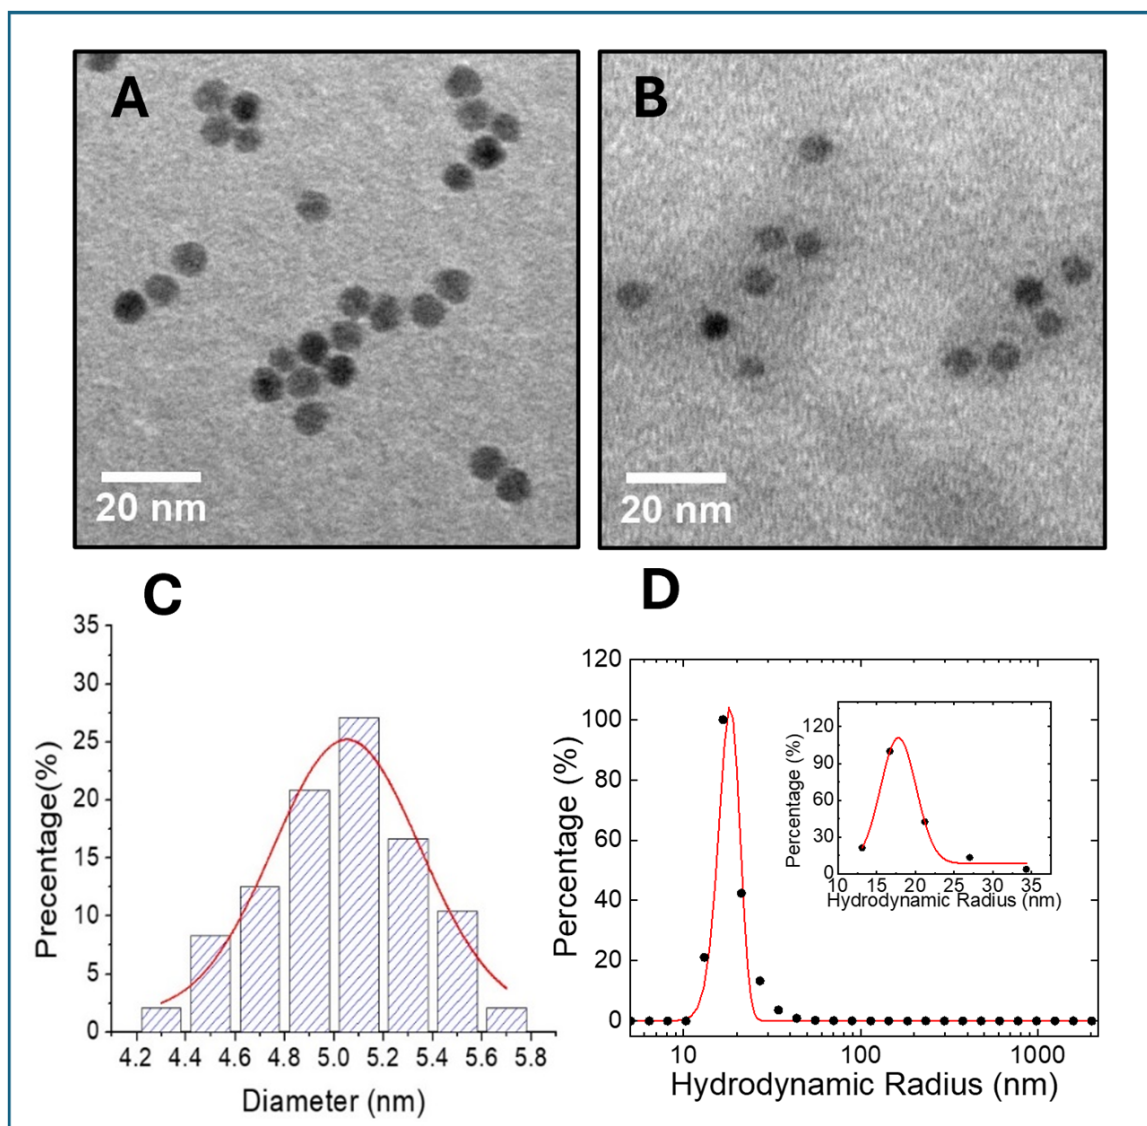 A
B
20 nm
20 nm
C
D
35
30
25
20
15
10
5
0
Precentage(%)
4.2 4.4 4.6 4.8 5.0 5.2 5.4 5.6 5.8
Diameter (nm)
120
100
80
60
40
20
0
Percentage (%)
10 100 1000
Hydrodynamic Radius (nm)
120
90
60
30
0
Percentage (%)
10 15 20 25 30 35
Hydrodynamic Radius (nm)